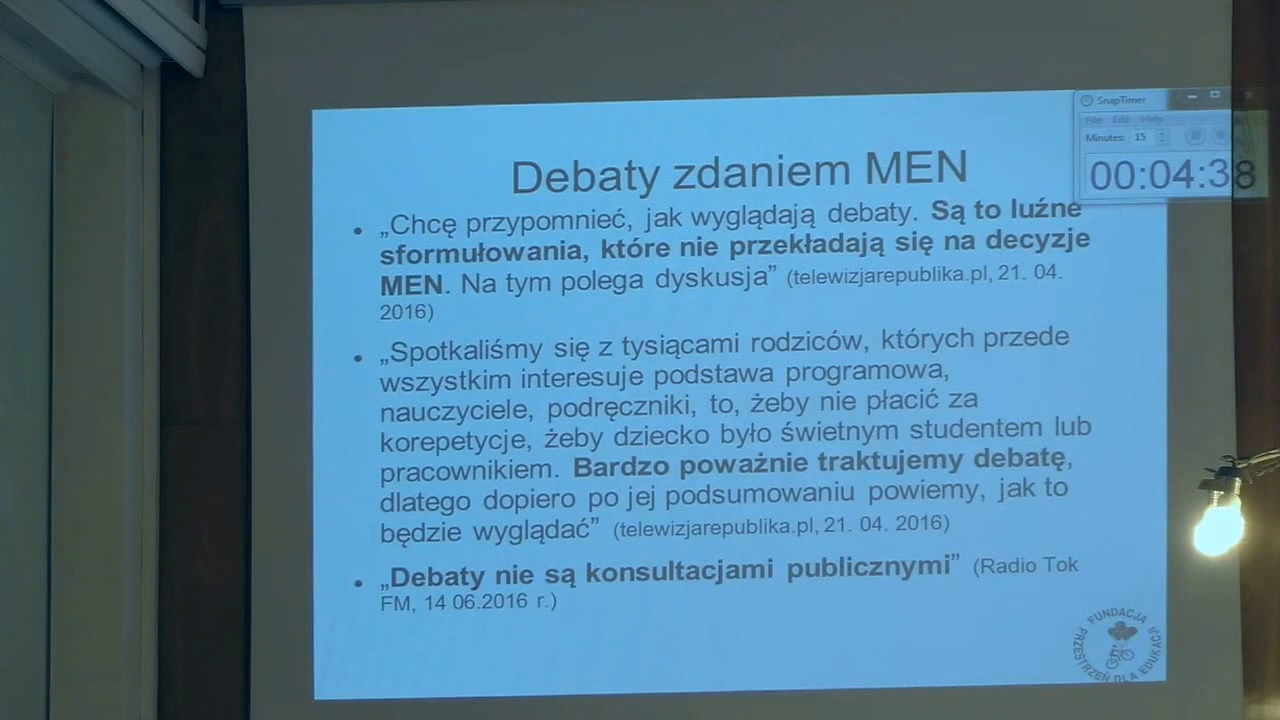 SnapTimer
File Edit Help
Minutes: 15
00:04:38
Debaty zdaniem MEN
• „Chcę przypomnieć, jak wyglądają debaty. Są to luźne
sformułowania, które nie przekładają się na decyzje
MEN. Na tym polega dyskusja” (telewizjarepublika.pl, 21. 04.
2016)
• „Spotkaliśmy się z tysiącami rodziców, których przede
wszystkim interesuje podstawa programowa,
nauczyciele, podręczniki, to, żeby nie płacić za
korepetycje, żeby dziecko było świetnym studentem lub
pracownikiem. Bardzo poważnie traktujemy debatę,
dlatego dopiero po jej podsumowaniu powiemy, jak to
będzie wyglądać” (telewizjarepublika.pl, 21. 04. 2016)
• „Debaty nie są konsultacjami publicznymi” (Radio Tok
FM, 14 06.2016 r.)
FUNDACJA
PRZESTRZEŃ DLA EDUKACJI